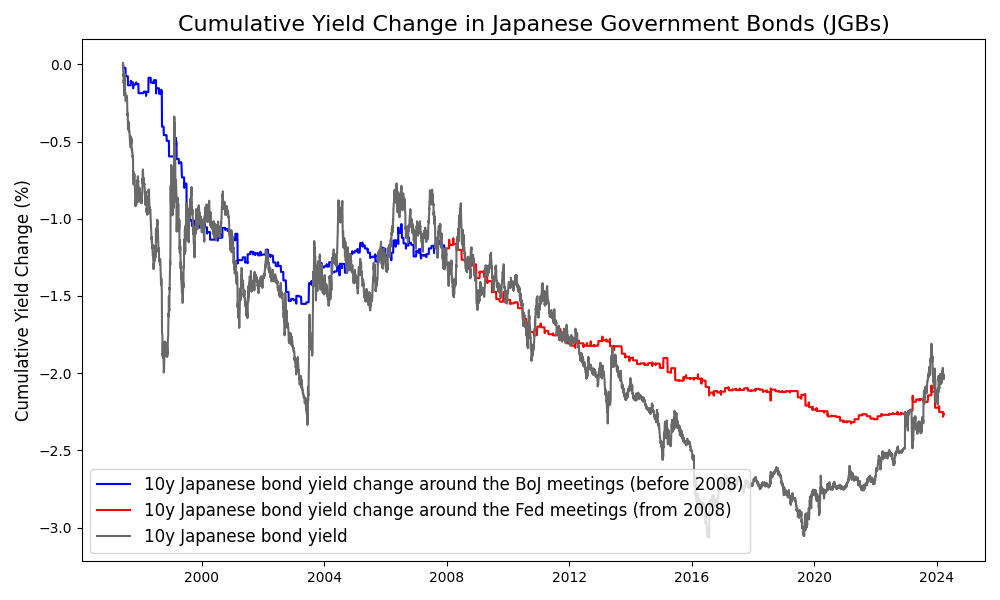 Cumulative Yield Change in Japanese Government Bonds (JGBs)
Cumulative Yield Change (%)
0.0
−0.5
−1.0
−1.5
−2.0
−2.5
−3.0
10y Japanese bond yield change around the BoJ meetings (before 2008)
10y Japanese bond yield change around the Fed meetings (from 2008)
10y Japanese bond yield
2000 2004 2008 2012 2016 2020 2024